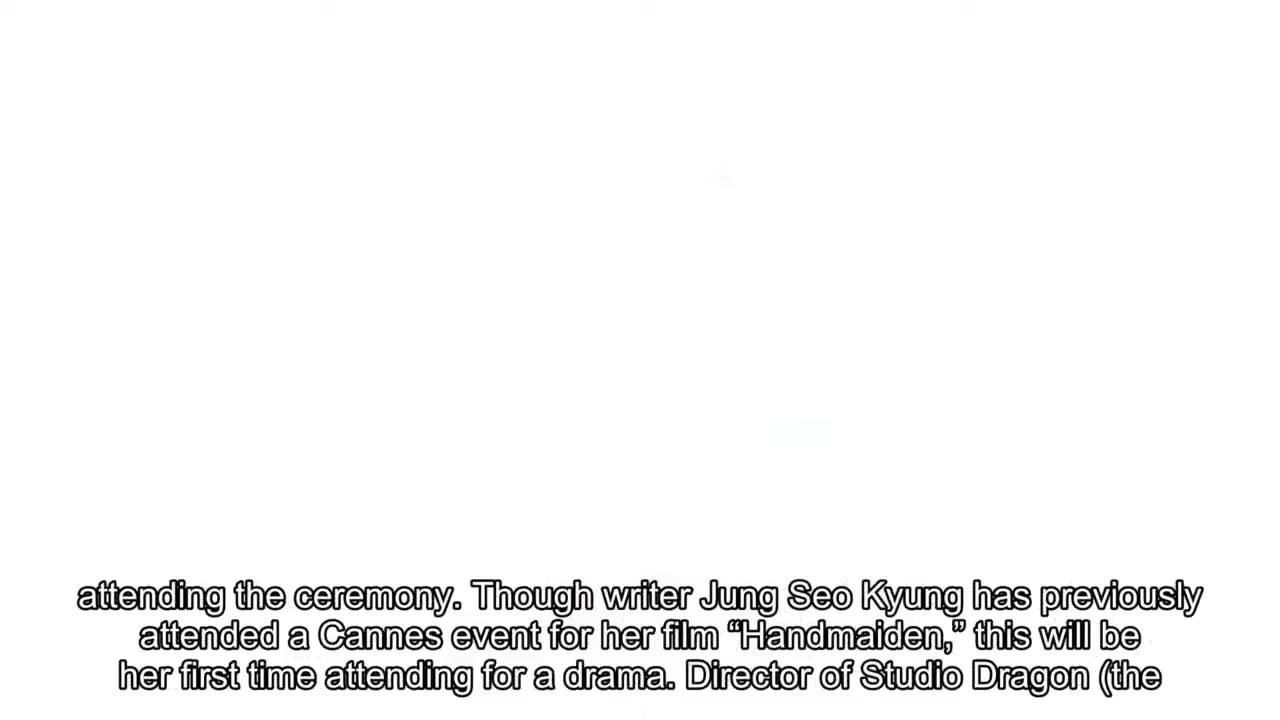 attending the ceremony. Though writer Jung Seo Kyung has previously
attended a Cannes event for her film “Handmaiden,” this will be
her first time attending for a drama. Director of Studio Dragon (the